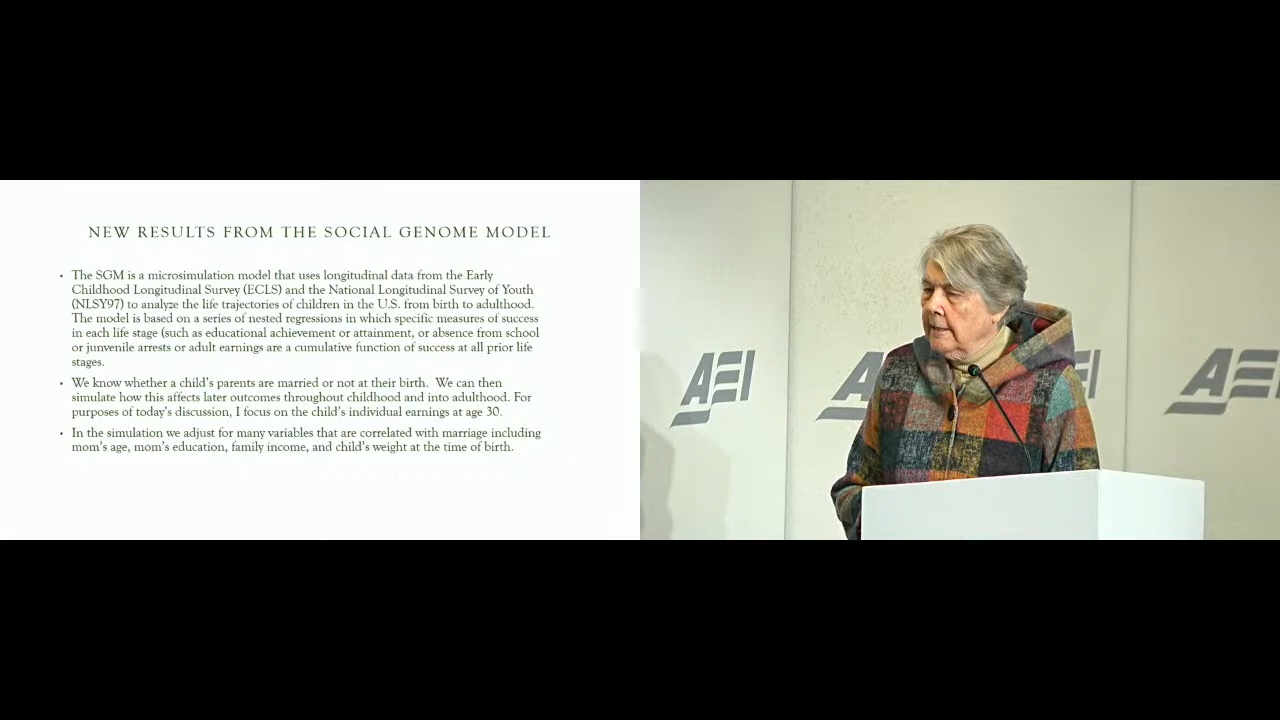 NEW RESULTS FROM THE SOCIAL GENOME MODEL
• The SGM is a microsimulation model that uses longitudinal data from the Early
Childhood Longitudinal Survey (ECLS) and the National Longitudinal Survey of Youth
(NLSY97) to analyze the life trajectories of children in the U.S. from birth to adulthood.
The model is based on a series of nested regressions in which specific measures of success
in each life stage (such as educational achievement or attainment, or absence from school
or junvenile arrests or adult earnings are a cumulative function of success at all prior life
stages.
• We know whether a child's parents are married or not at their birth.  We can then
simulate how this affects later outcomes throughout childhood and into adulthood. For
purposes of today's discussion, I focus on the child's individual earnings at age 30.
• In the simulation we adjust for many variables that are correlated with marriage including
mom's age, mom's education, family income, and child's weight at the time of birth.
AEI
AEI
AEI